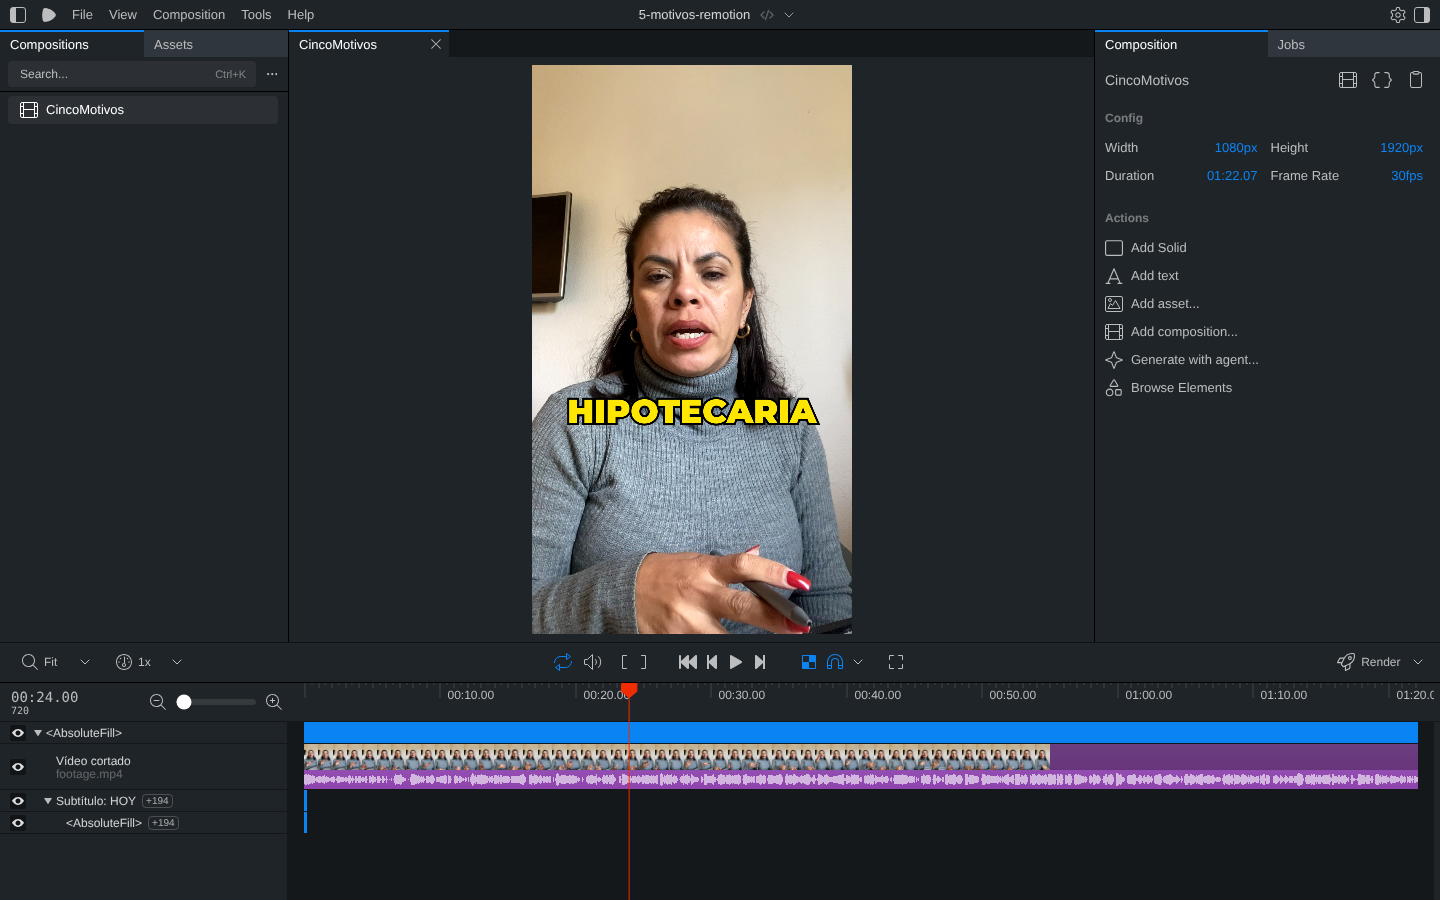 File View Composition Tools Help
5-motivos-remotion
Compositions Assets
Search... Ctrl+K
CincoMotivos
CincoMotivos
HIPOTECARIA
Composition Jobs
CincoMotivos
Config
Width 1080px Height 1920px
Duration 01:22.07 Frame Rate 30fps
Actions
Add Solid
Add text
Add asset...
Add composition...
Generate with agent...
Browse Elements
Fit 1x Render
00:24.00
720
00:10.00 00:20.00 00:30.00 00:40.00 00:50.00 01:00.00 01:10.00 01:20.0
<AbsoluteFill>
Vídeo cortado
footage.mp4
Subtítulo: HOY +194
<AbsoluteFill> +194